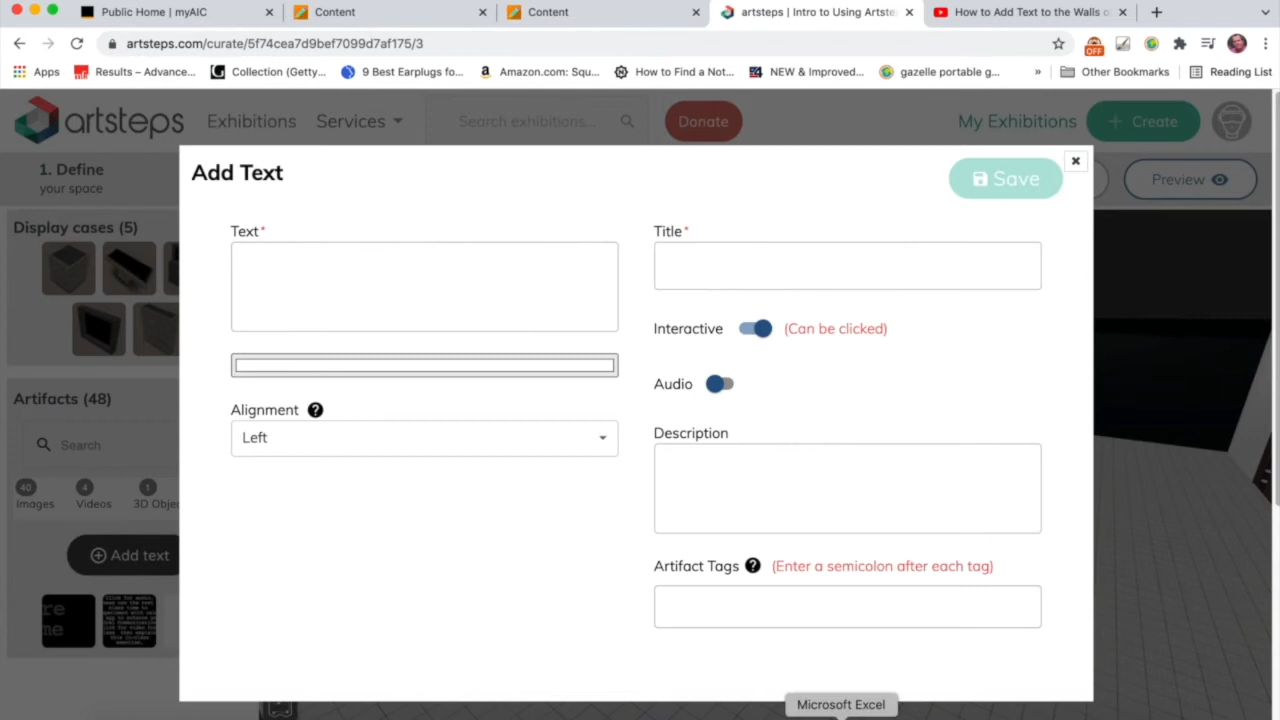 Public Home | myAIC
Content
Content
artsteps | Intro to Using Artste
How to Add Text to the Walls o
artsteps.com/curate/5f74cea7d9bef7099d7af175/3
OFF
Apps
Results – Advance...
Collection (Getty...
9 Best Earplugs fo...
Amazon.com: Squ...
How to Find a Not...
NEW & Improved...
gazelle portable g...
»
Other Bookmarks
Reading List
artsteps
Exhibitions
Services
Search exhibitions...
Donate
My Exhibitions
+ Create
1. Define
your space
Preview
Display cases (5)
Artifacts (48)
Search
40
Images
4
Videos
1
3D Objec
Add text
Add Text
Save
Text*
Alignment ?
Left
Title*
Interactive
(Can be clicked)
Audio
Description
Artifact Tags ? (Enter a semicolon after each tag)
Microsoft Excel